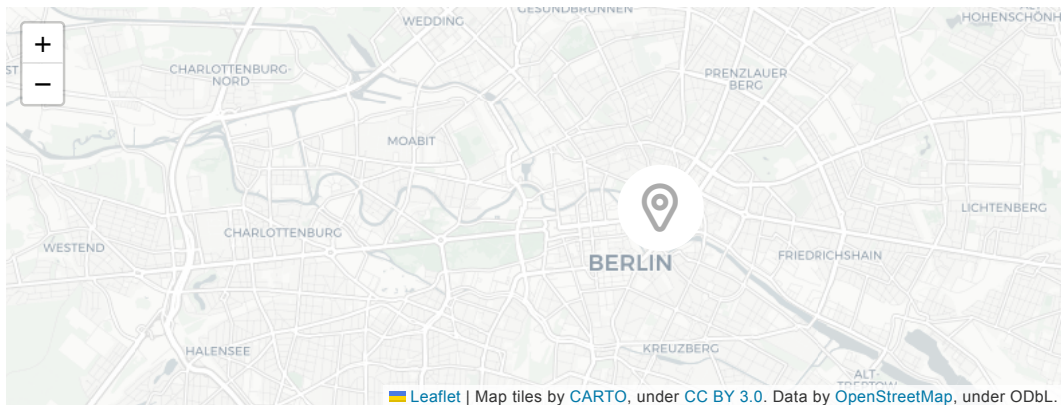 GESUNDBRUNNEN
WEDDING
+
−
CHARLOTTENBURG-
NORD
PRENZLAUER
BERG
MOABIT
LICHTENBERG
CHARLOTTENBURG
WESTEND
FRIEDRICHSHAIN
BERLIN
KREUZBERG
HALENSEE
ALT-
Leaflet | Map tiles by CARTO, under CC BY 3.0. Data by OpenStreetMap, under ODbL.